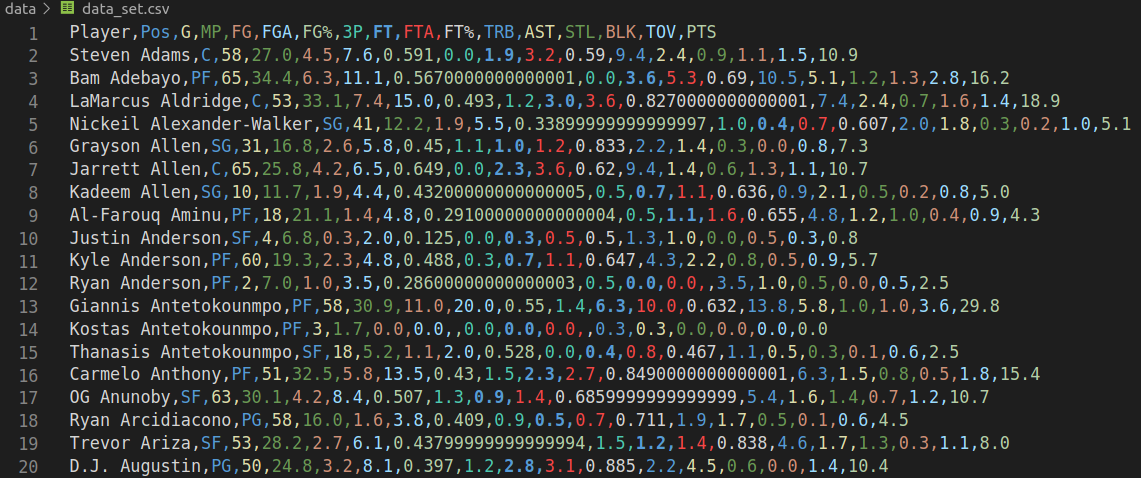 data > data_set.csv
1 Player,Pos,G,MP,FG,FGA,FG%,3P,FT,FTA,FT%,TRB,AST,STL,BLK,TOV,PTS
2 Steven Adams,C,58,27.0,4.5,7.6,0.591,0.0,1.9,3.2,0.59,9.4,2.4,0.9,1.1,1.5,10.9
3 Bam Adebayo,PF,65,34.4,6.3,11.1,0.5670000000000001,0.0,3.6,5.3,0.69,10.5,5.1,1.2,1.3,2.8,16.2
4 LaMarcus Aldridge,C,53,33.1,7.4,15.0,0.493,1.2,3.0,3.6,0.8270000000000001,7.4,2.4,0.7,1.6,1.4,18.9
5 Nickeil Alexander-Walker,SG,41,12.2,1.9,5.5,0.33899999999999997,1.0,0.4,0.7,0.607,2.0,1.8,0.3,0.2,1.0,5.1
6 Grayson Allen,SG,31,16.8,2.6,5.8,0.45,1.1,1.0,1.2,0.833,2.2,1.4,0.3,0.0,0.8,7.3
7 Jarrett Allen,C,65,25.8,4.2,6.5,0.649,0.0,2.3,3.6,0.62,9.4,1.4,0.6,1.3,1.1,10.7
8 Kadeem Allen,SG,10,11.7,1.9,4.4,0.43200000000000005,0.5,0.7,1.1,0.636,0.9,2.1,0.5,0.2,0.8,5.0
9 Al-Farouq Aminu,PF,18,21.1,1.4,4.8,0.29100000000000004,0.5,1.1,1.6,0.655,4.8,1.2,1.0,0.4,0.9,4.3
10 Justin Anderson,SF,4,6.8,0.3,2.0,0.125,0.0,0.3,0.5,0.5,1.3,1.0,0.0,0.5,0.3,0.8
11 Kyle Anderson,PF,60,19.3,2.3,4.8,0.488,0.3,0.7,1.1,0.647,4.3,2.2,0.8,0.5,0.9,5.7
12 Ryan Anderson,PF,2,7.0,1.0,3.5,0.28600000000000003,0.5,0.0,0.0,,3.5,1.0,0.5,0.0,0.5,2.5
13 Giannis Antetokounmpo,PF,58,30.9,11.0,20.0,0.55,1.4,6.3,10.0,0.632,13.8,5.8,1.0,1.0,3.6,29.8
14 Kostas Antetokounmpo,PF,3,1.7,0.0,0.0,,0.0,0.0,0.0,,0.3,0.3,0.0,0.0,0.0,0.0
15 Thanasis Antetokounmpo,SF,18,5.2,1.1,2.0,0.528,0.0,0.4,0.8,0.467,1.1,0.5,0.3,0.1,0.6,2.5
16 Carmelo Anthony,PF,51,32.5,5.8,13.5,0.43,1.5,2.3,2.7,0.8490000000000001,6.3,1.5,0.8,0.5,1.8,15.4
17 OG Anunoby,SF,63,30.1,4.2,8.4,0.507,1.3,0.9,1.4,0.6859999999999999,5.4,1.6,1.4,0.7,1.2,10.7
18 Ryan Arcidiacono,PG,58,16.0,1.6,3.8,0.409,0.9,0.5,0.7,0.711,1.9,1.7,0.5,0.1,0.6,4.5
19 Trevor Ariza,SF,53,28.2,2.7,6.1,0.43799999999999994,1.5,1.2,1.4,0.838,4.6,1.7,1.3,0.3,1.1,8.0
20 D.J. Augustin,PG,50,24.8,3.2,8.1,0.397,1.2,2.8,3.1,0.885,2.2,4.5,0.6,0.0,1.4,10.4